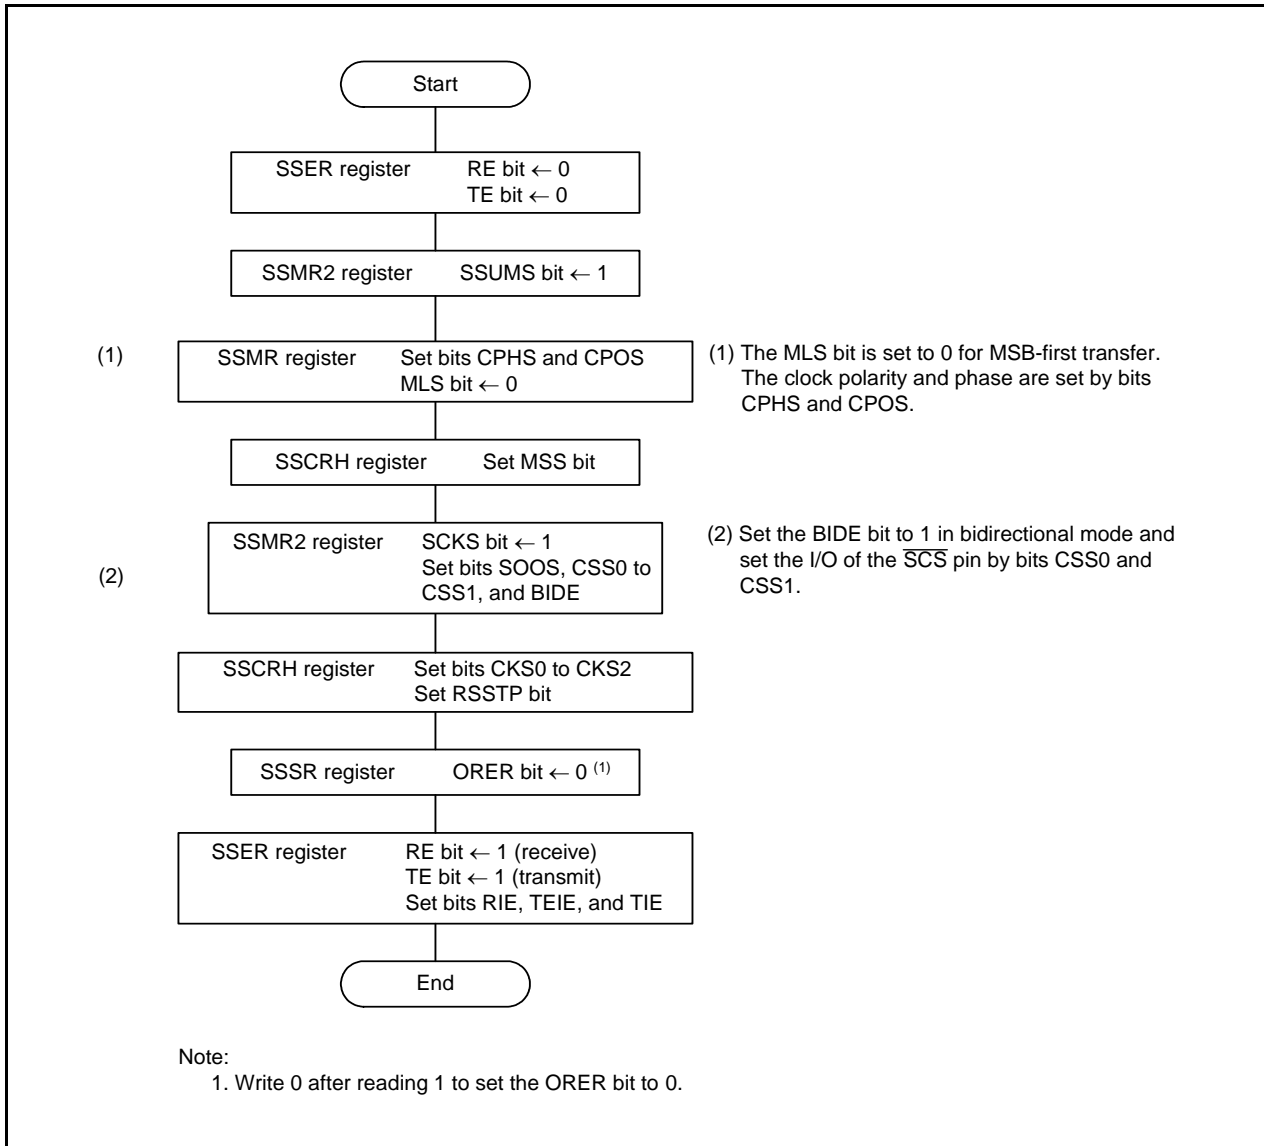 Start
SSER register RE bit ← 0
TE bit ← 0
SSMR2 register SSUMS bit ← 1
(1) SSMR register Set bits CPHS and CPOS
MLS bit ← 0
(1) The MLS bit is set to 0 for MSB-first transfer.
The clock polarity and phase are set by bits
CPHS and CPOS.
SSCRH register Set MSS bit
(2) SSMR2 register SCKS bit ← 1
Set bits SOOS, CSS0 to
CSS1, and BIDE
(2) Set the BIDE bit to 1 in bidirectional mode and
set the I/O of the S̅C̅S̅ pin by bits CSS0 and
CSS1.
SSCRH register Set bits CKS0 to CKS2
Set RSSTP bit
SSSR register ORER bit ← 0 (1)
SSER register RE bit ← 1 (receive)
TE bit ← 1 (transmit)
Set bits RIE, TEIE, and TIE
End
Note:
1. Write 0 after reading 1 to set the ORER bit to 0.